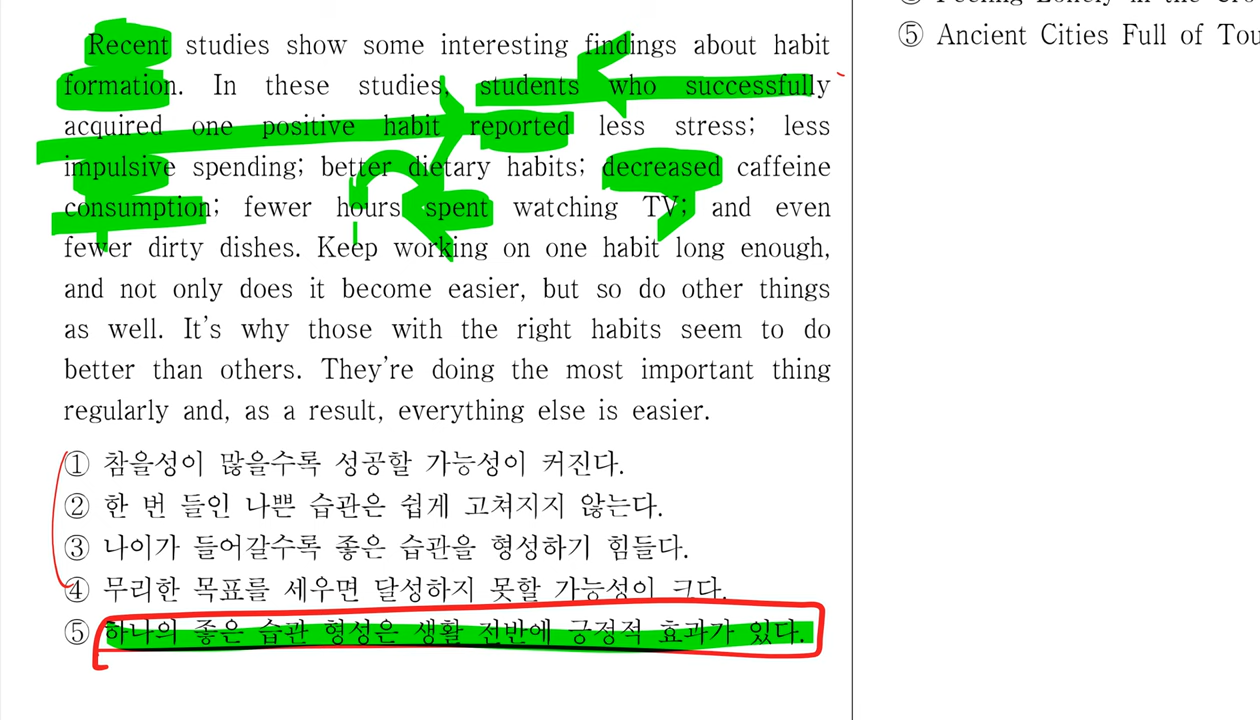 Recent studies show some interesting findings about habit
formation. In these studies, students who successfully
acquired one positive habit reported less stress; less
impulsive spending; better dietary habits; decreased caffeine
consumption; fewer hours spent watching TV; and even
fewer dirty dishes. Keep working on one habit long enough,
and not only does it become easier, but so do other things
as well. It's why those with the right habits seem to do
better than others. They're doing the most important thing
regularly and, as a result, everything else is easier.
① 참을성이 많을수록 성공할 가능성이 커진다.
② 한 번 들인 나쁜 습관은 쉽게 고쳐지지 않는다.
③ 나이가 들어갈수록 좋은 습관을 형성하기 힘들다.
④ 무리한 목표를 세우면 달성하지 못할 가능성이 크다.
⑤ 하나의 좋은 습관 형성은 생활 전반에 긍정적 효과가 있다.
⑤ Ancient Cities Full of